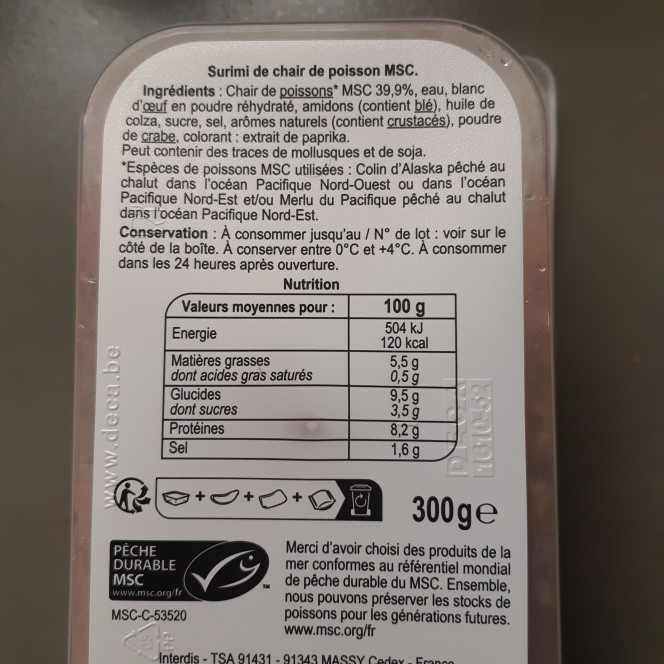 Surimi de chair de poisson MSC.
Ingrédients : Chair de poissons* MSC 39,9%, eau, blanc
d'œuf en poudre réhydraté, amidons (contient blé), huile de
colza, sucre, sel, arômes naturels (contient crustacés), poudre
de crabe, colorant : extrait de paprika.
Peut contenir des traces de mollusques et de soja.
*Espèces de poissons MSC utilisées : Colin d'Alaska pêché au
chalut dans l'océan Pacifique Nord-Ouest ou dans l'océan
Pacifique Nord-Est et/ou Merlu du Pacifique pêché au chalut
dans l'océan Pacifique Nord-Est.
Conservation : À consommer jusqu'au / N° de lot : voir sur le
côté de la boîte. À conserver entre 0°C et +4°C. À consommer
dans les 24 heures après ouverture.
Nutrition
Valeurs moyennes pour : 100 g
Energie 504 kJ
120 kcal
Matières grasses 5,5 g
dont acides gras saturés 0,5 g
Glucides 9,5 g
dont sucres 3,5 g
Protéines 8,2 g
Sel 1,6 g
www.deca.be
1610-52
+ + +
300g e
PÊCHE
DURABLE
MSC
www.msc.org/fr
TM
MSC-C-53520
Merci d'avoir choisi des produits de la
mer conformes au référentiel mondial
de pêche durable du MSC. Ensemble,
nous pouvons préserver les stocks de
poissons pour les générations futures.
www.msc.org/fr
Interdis - TSA 91431 - 91343 MASSY Cedex - France